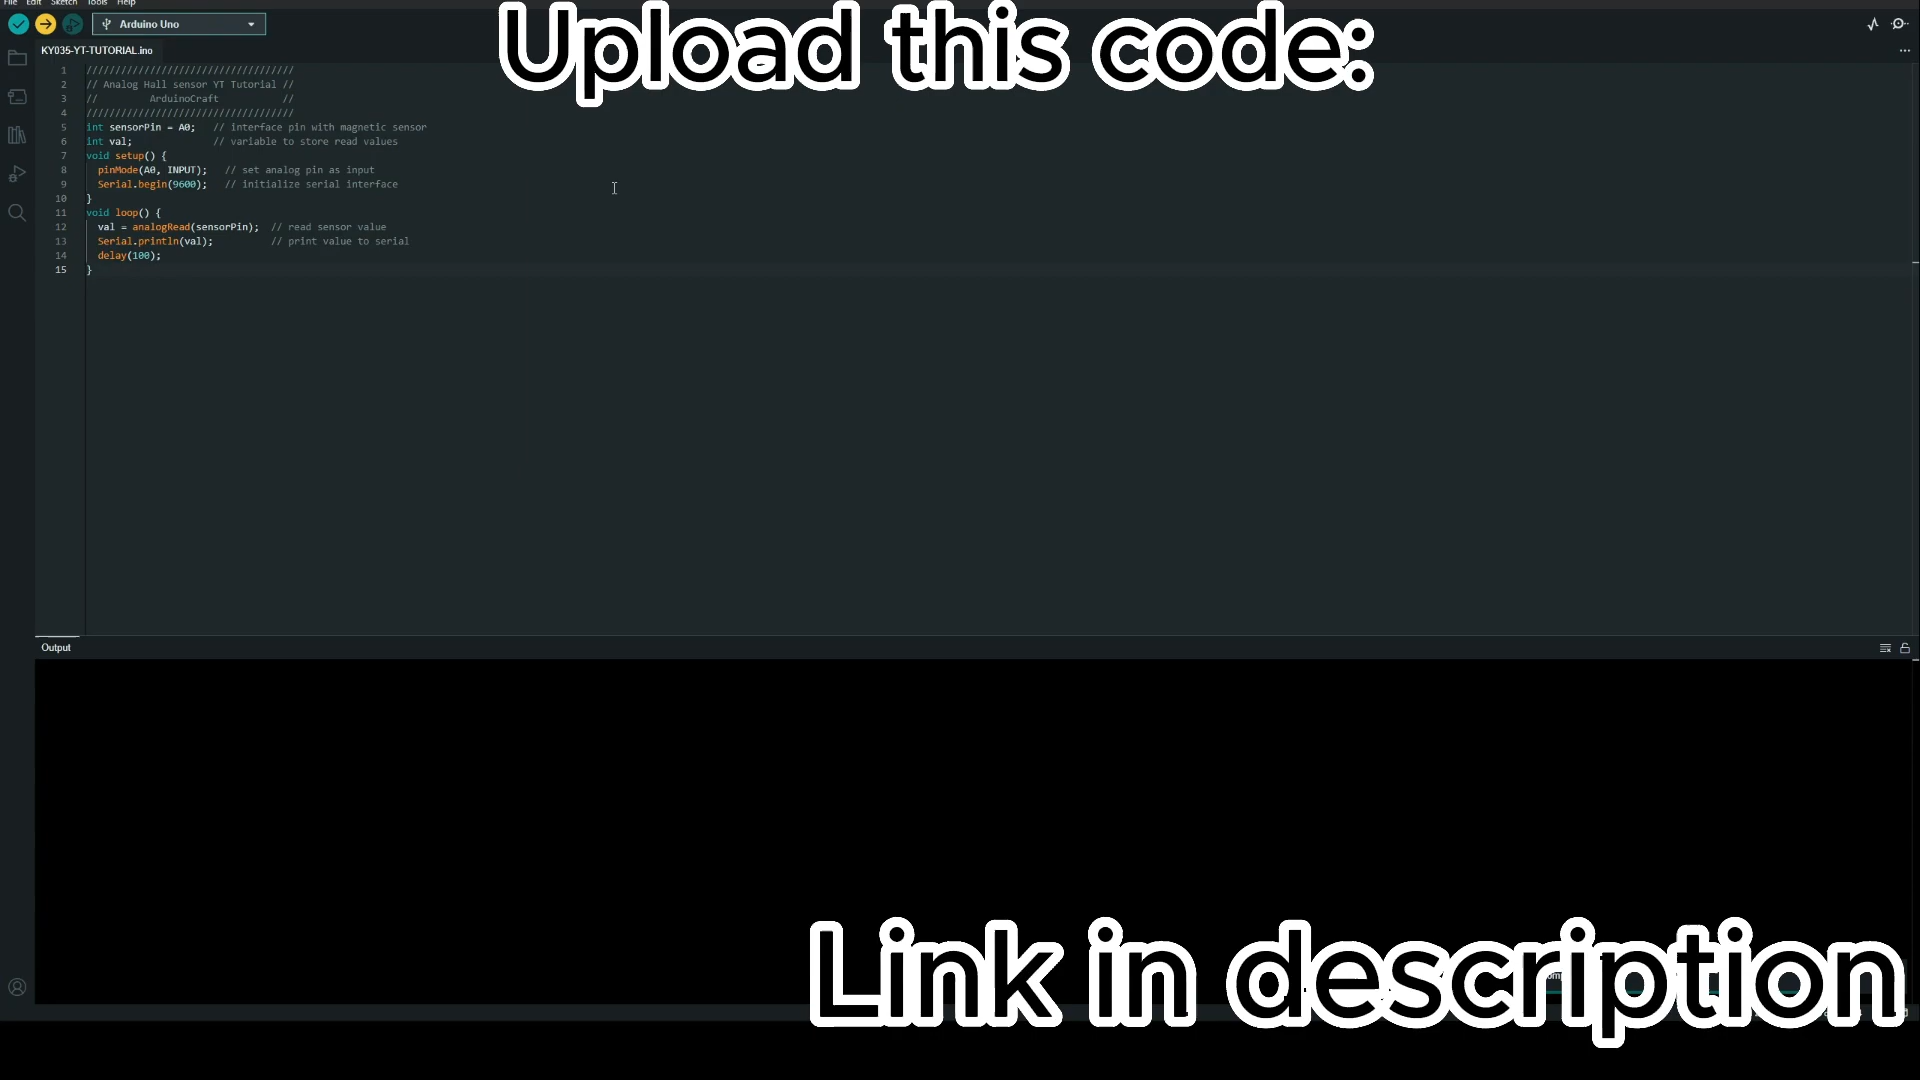 File Edit Sketch Tools Help
Upload this code:
Arduino Uno
KY035-YT-TUTORIAL.ino
1 ////////////////////////////////////
2 // Analog Hall sensor YT Tutorial //
3 //         ArduinoCraft           //
4 ////////////////////////////////////
5 int sensorPin = A0;   // interface pin with magnetic sensor
6 int val;              // variable to store read values
7 void setup() {
8   pinMode(A0, INPUT);   // set analog pin as input
9   Serial.begin(9600);   // initialize serial interface
10 }
11 void loop() {
12   val = analogRead(sensorPin);  // read sensor value
13   Serial.println(val);          // print value to serial
14   delay(100);
15 }
Output
Link in description